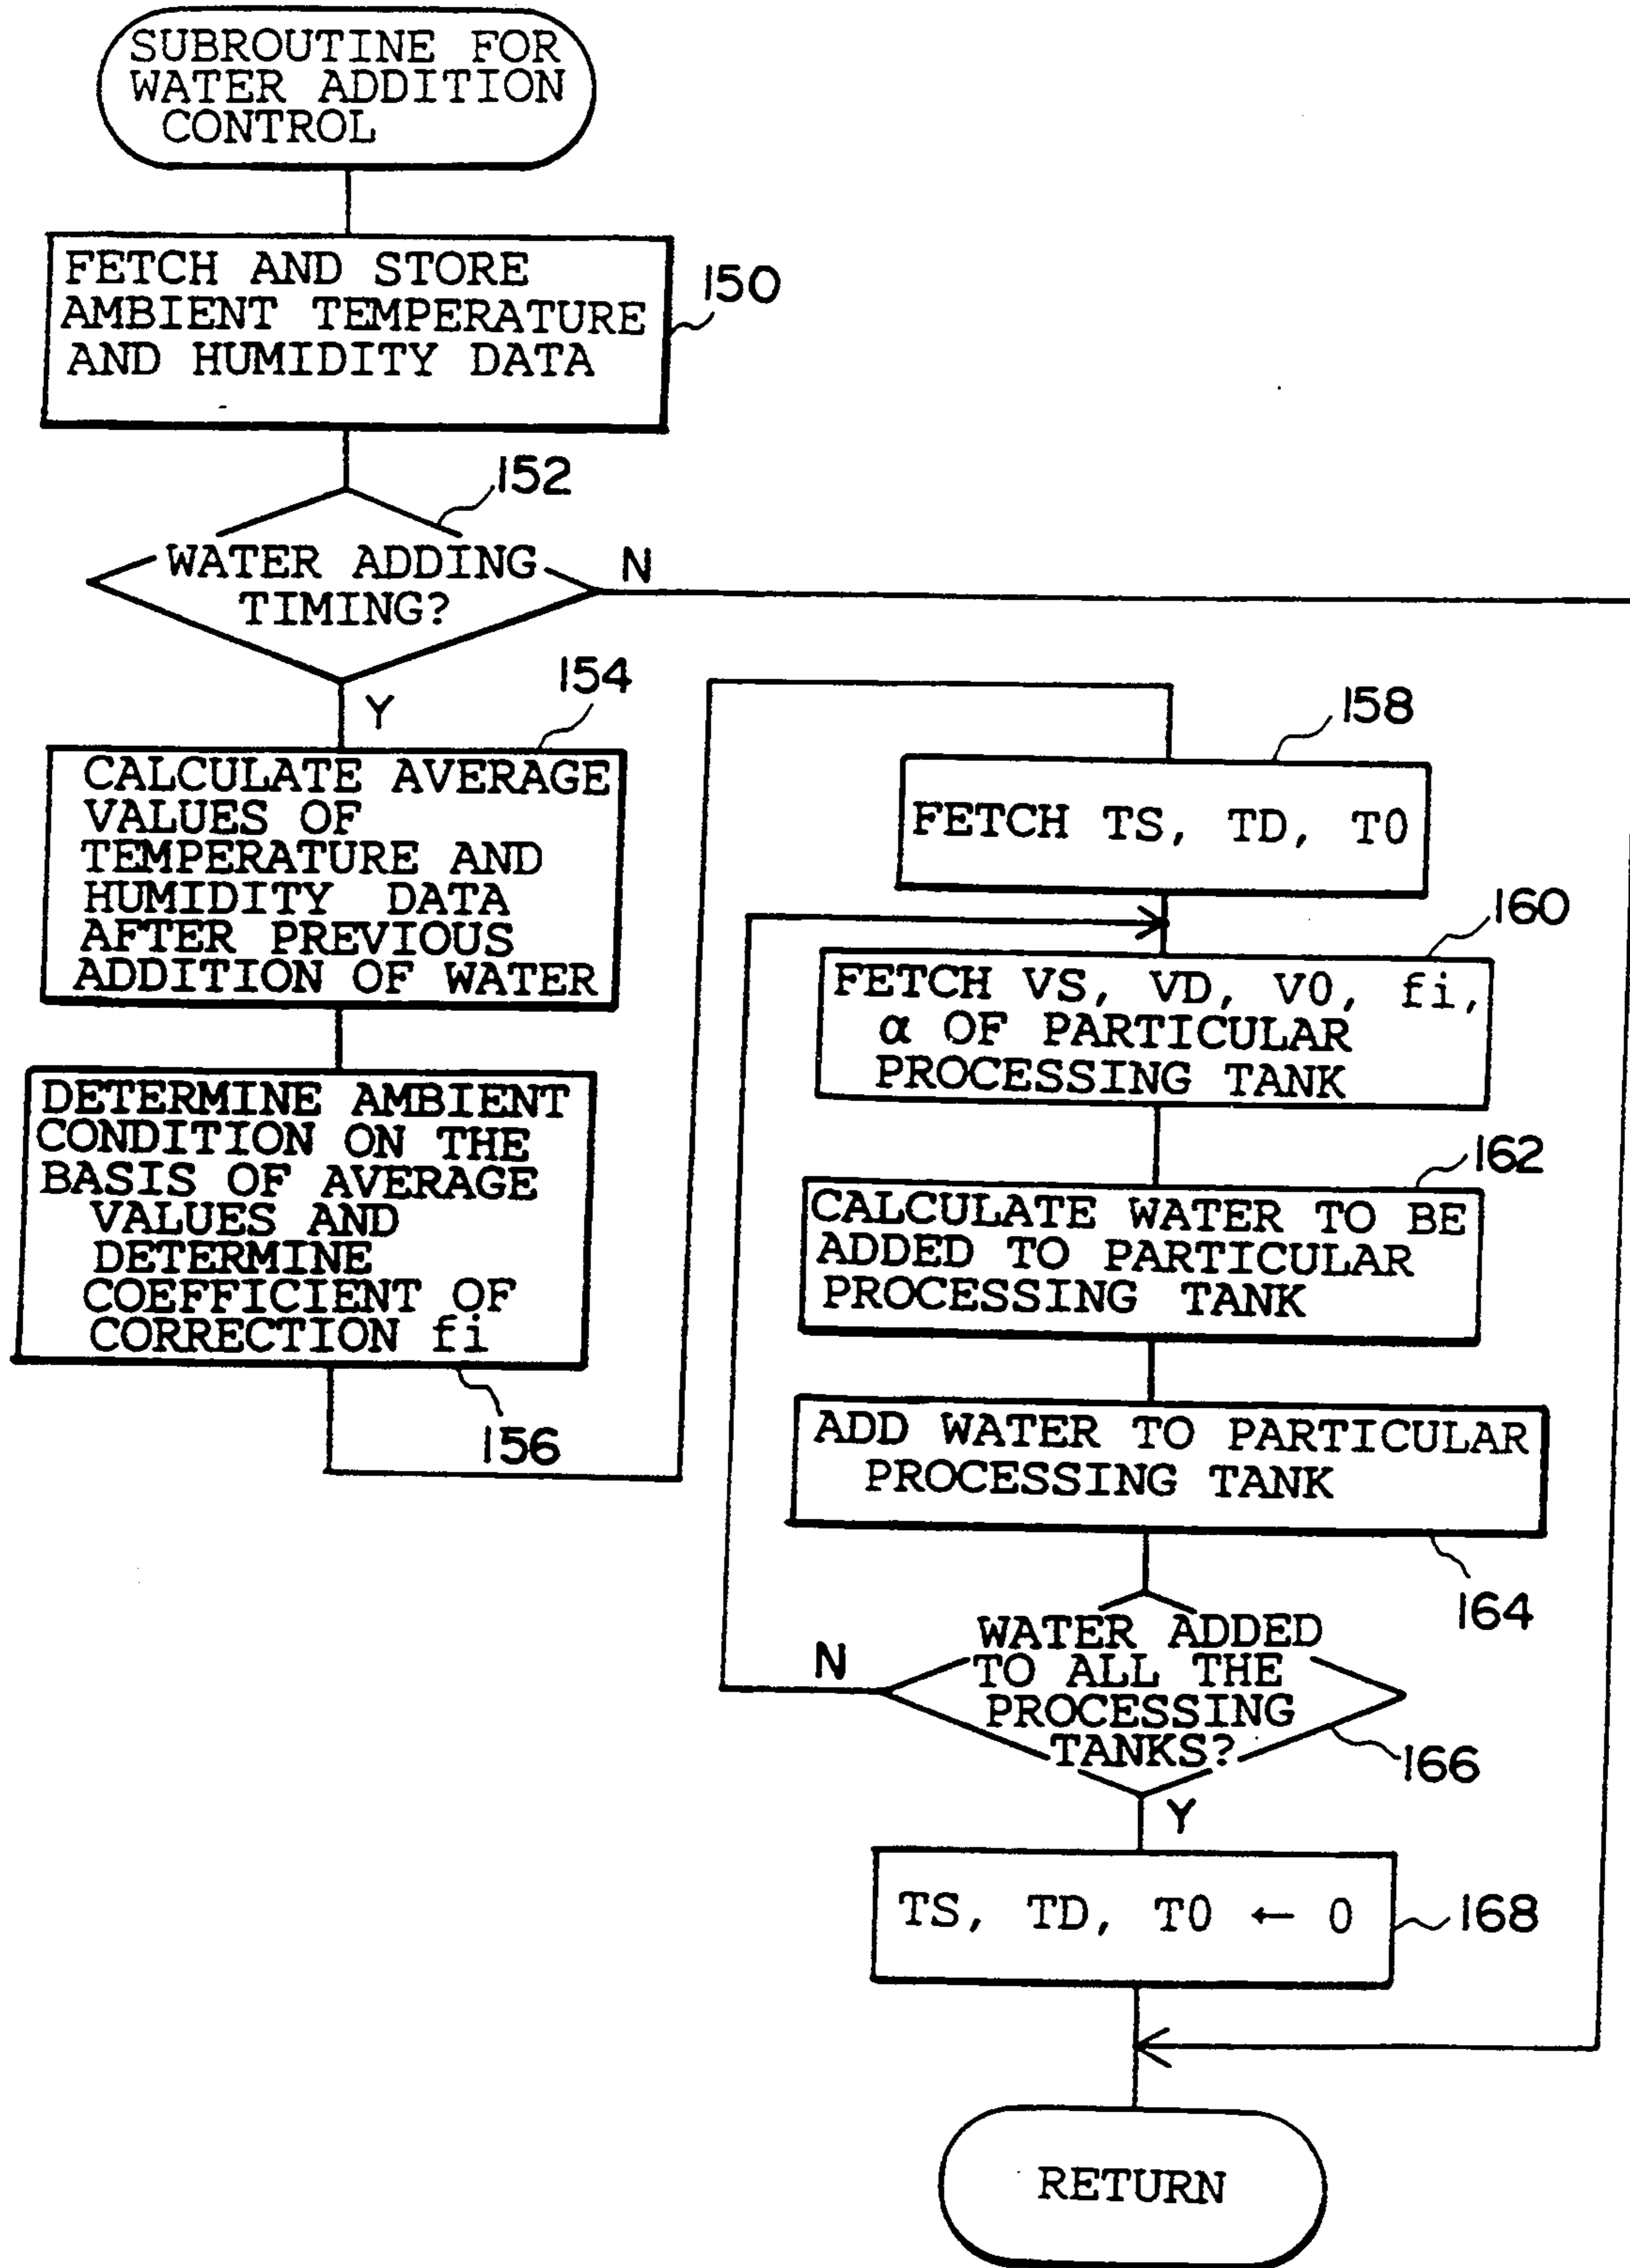 SUBROUTINE FOR
WATER ADDITION
CONTROL
FETCH AND STORE
AMBIENT TEMPERATURE
AND HUMIDITY DATA
150
152
WATER ADDING
TIMING?
N
Y
154
CALCULATE AVERAGE
VALUES OF
TEMPERATURE AND
HUMIDITY DATA
AFTER PREVIOUS
ADDITION OF WATER
DETERMINE AMBIENT
CONDITION ON THE
BASIS OF AVERAGE
VALUES AND
DETERMINE
COEFFICIENT OF
CORRECTION fi
156
158
FETCH TS, TD, T0
160
FETCH VS, VD, V0, fi,
α OF PARTICULAR
PROCESSING TANK
162
CALCULATE WATER TO BE
ADDED TO PARTICULAR
PROCESSING TANK
ADD WATER TO PARTICULAR
PROCESSING TANK
164
WATER ADDED
TO ALL THE
PROCESSING
TANKS?
N
166
Y
TS, TD, T0 ← 0
168
RETURN